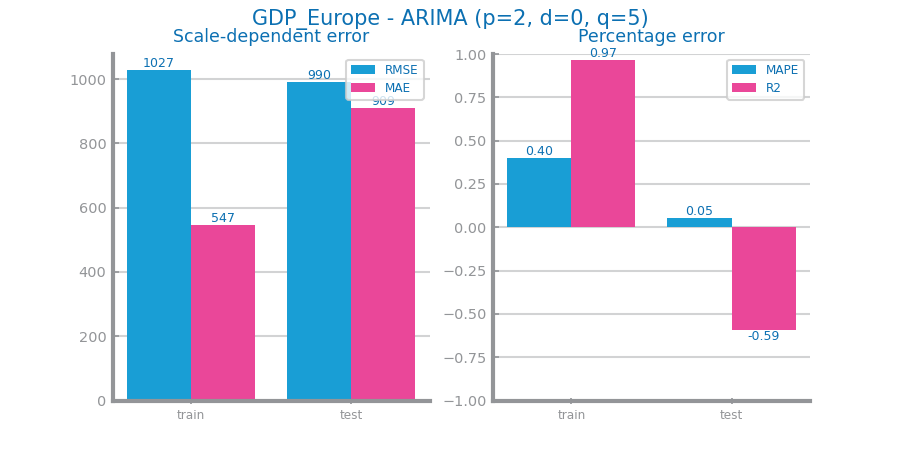 GDP_Europe - ARIMA (p=2, d=0, q=5)
Scale-dependent error
1000
800
600
400
200
0
1027
547
990
909
RMSE
MAE
train
test
Percentage error
1.00
0.75
0.50
0.25
0.00
−0.25
−0.50
−0.75
−1.00
0.40
0.97
0.05
-0.59
MAPE
R2
train
test